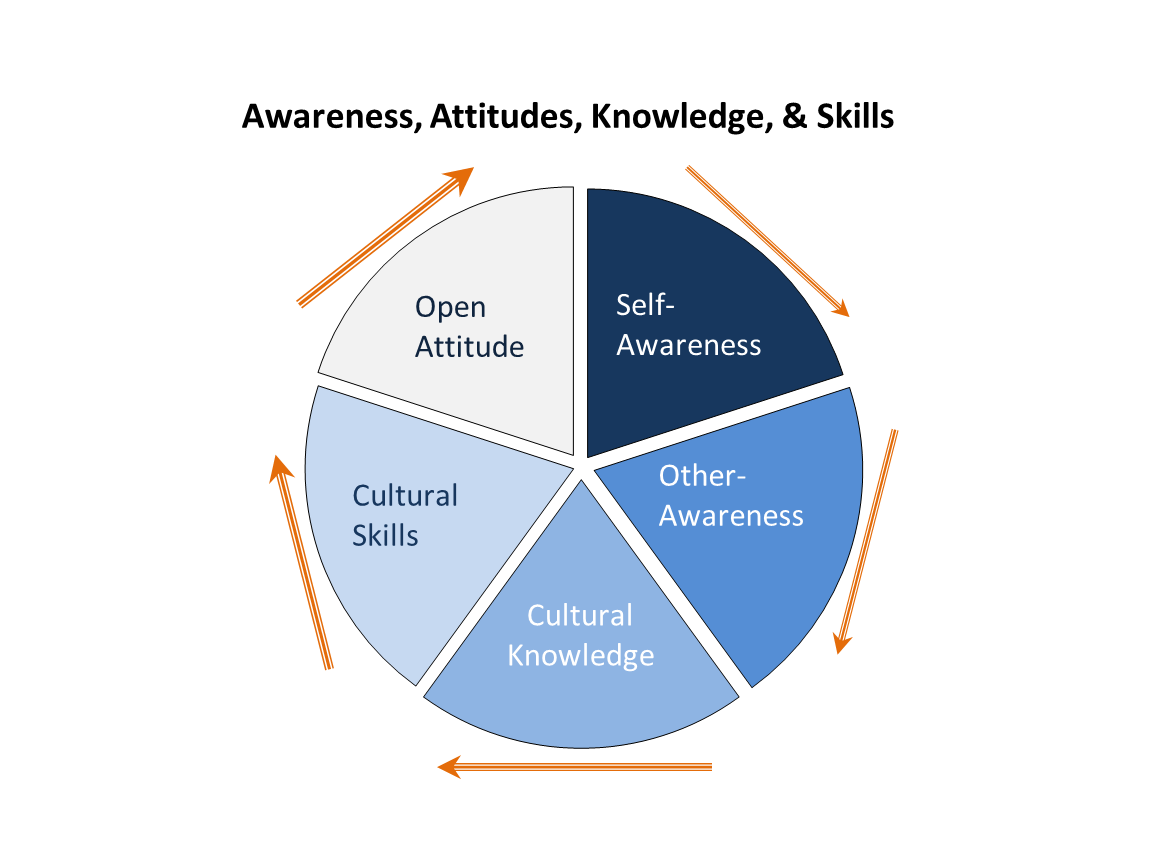 Awareness, Attitudes, Knowledge, & Skills
Open
Attitude
Self-
Awareness
Other-
Awareness
Cultural
Skills
Cultural
Knowledge